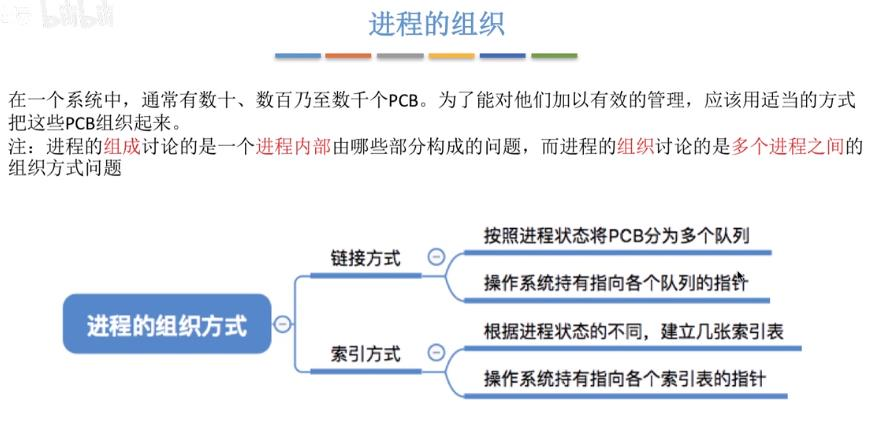 bilibili
进程的组织
在一个系统中，通常有数十、数百乃至数千个PCB。为了能对他们加以有效的管理，应该用适当的方式
把这些PCB组织起来。
注：进程的组成讨论的是一个进程内部由哪些部分构成的问题，而进程的组织讨论的是多个进程之间的
组织方式问题
进程的组织方式
链接方式
按照进程状态将PCB分为多个队列
操作系统持有指向各个队列的指针
索引方式
根据进程状态的不同，建立几张索引表
操作系统持有指向各个索引表的指针